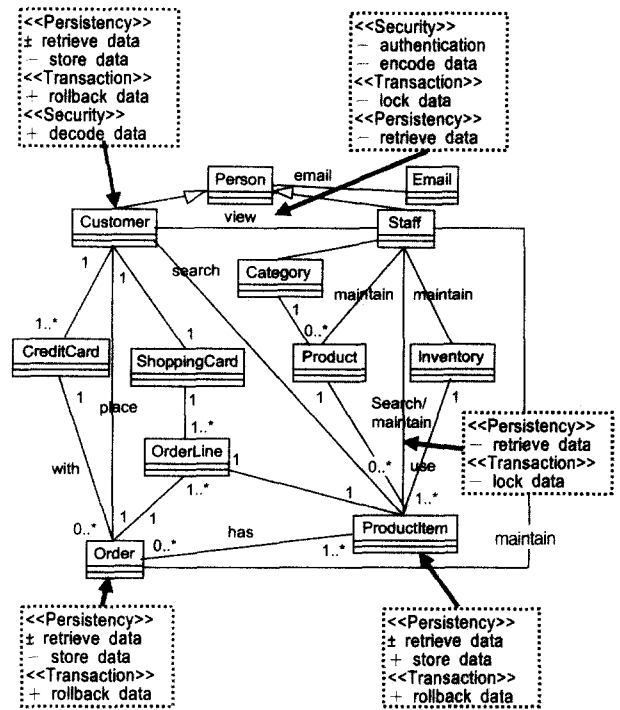 <<Persistency>>
± retrieve data
− store data
<<Transaction>>
+ rollback data
<<Security>>
+ decode data
<<Security>>
− authentication
− encode data
<<Transaction>>
− lock data
<<Persistency>>
− retrieve data
Person
email
Email
Customer
view
Staff
1
1
search
Category
maintain
maintain
1
1..*
1
0..*
CreditCard
ShoppingCard
Product
Inventory
1
1
1
1
place
Search/
maintain
1..*
<<Persistency>>
− retrieve data
<<Transaction>>
− lock data
OrderLine
1
with
1..*
0..*
use
1
1..*
0..*
1
1
ProductItem
Order
0..*
has
1..*
maintain
<<Persistency>>
± retrieve data
− store data
<<Transaction>>
+ rollback data
<<Persistency>>
± retrieve data
+ store data
<<Transaction>>
+ rollback data